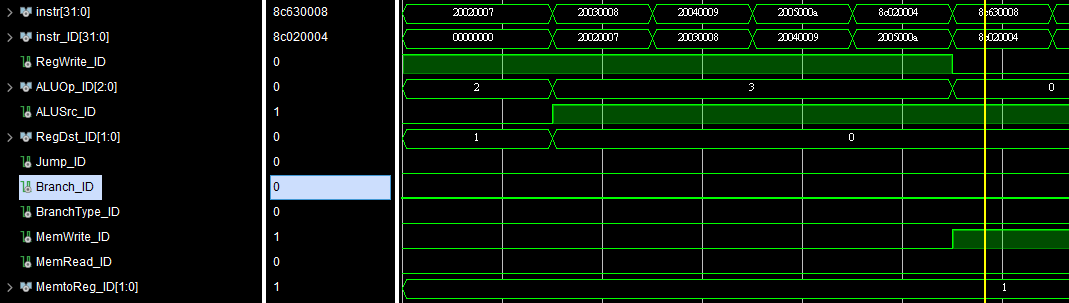 instr[31:0] 8c630008 20020007 20030008 20040009 2005000a 8c020004 8c630008
instr_ID[31:0] 8c020004 00000000 20020007 20030008 20040009 2005000a 8c020004
RegWrite_ID 0
ALUOp_ID[2:0] 0 2 3 0
ALUSrc_ID 1
RegDst_ID[1:0] 0 1 0
Jump_ID 0
Branch_ID 0
BranchType_ID 0
MemWrite_ID 1
MemRead_ID 0
MemtoReg_ID[1:0] 1 1